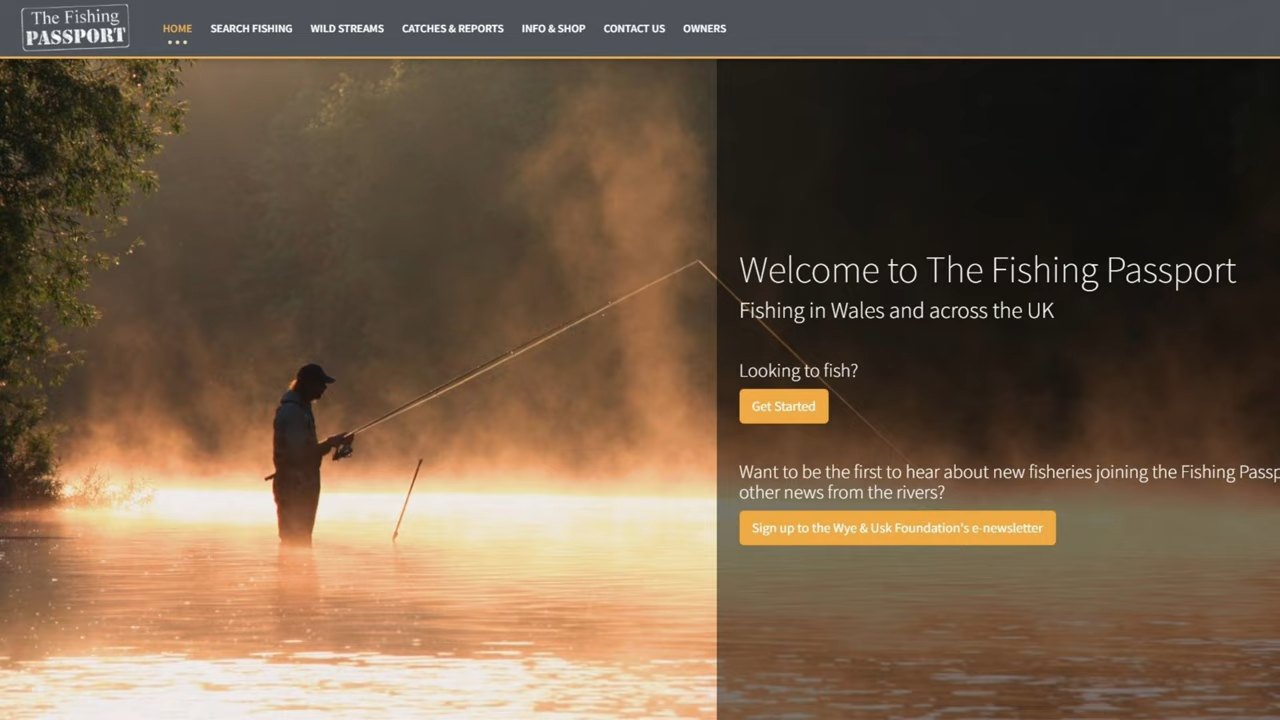 The Fishing
PASSPORT
HOME SEARCH FISHING WILD STREAMS CATCHES & REPORTS INFO & SHOP CONTACT US OWNERS
Welcome to The Fishing Passport
Fishing in Wales and across the UK
Looking to fish?
Get Started
Want to be the first to hear about new fisheries joining the Fishing Passp
other news from the rivers?
Sign up to the Wye & Usk Foundation's e-newsletter